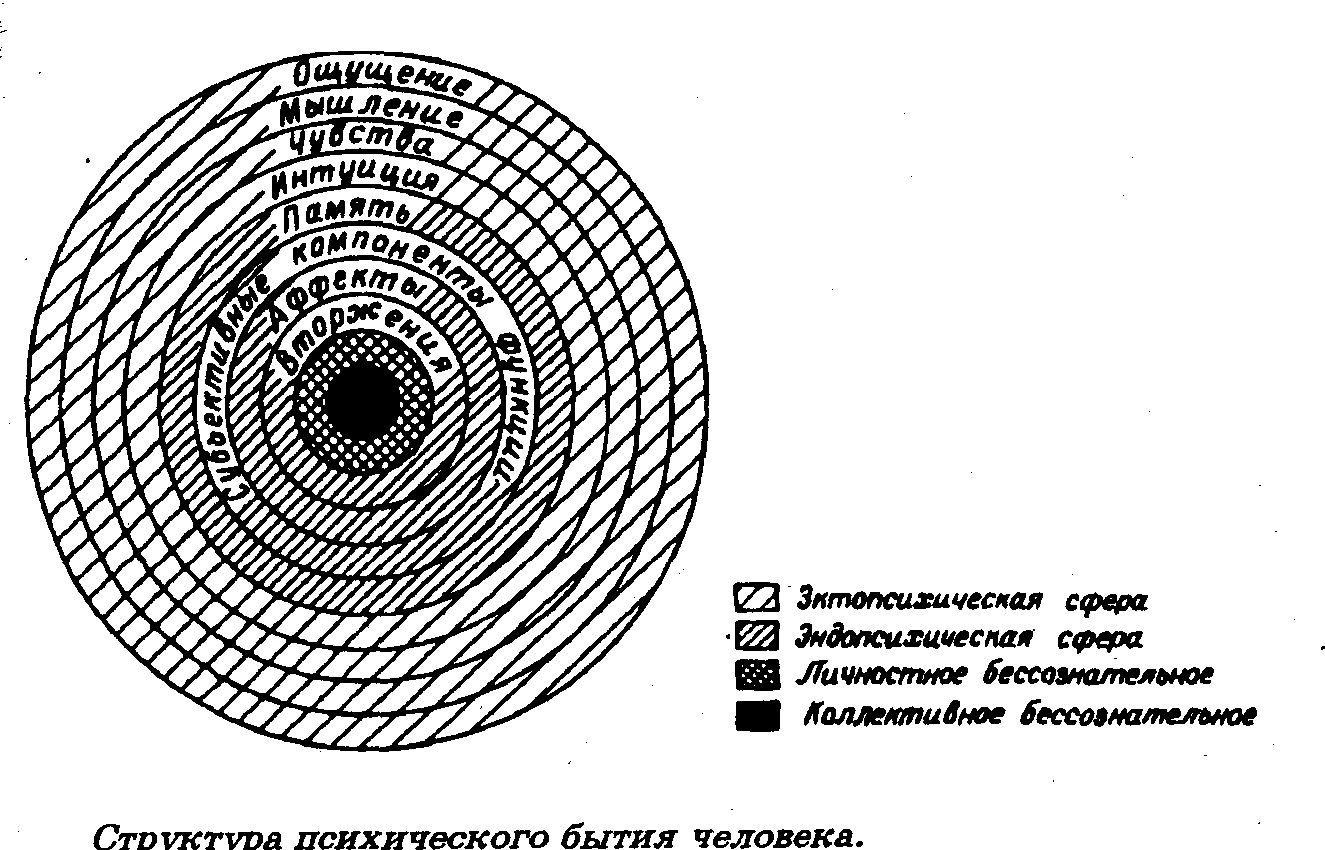 Ощущение
Мышление
Чувства
Интуиция
Память
Субъективные компоненты функции
Аффекты
Вторжения
Эктопсихическая сфера
Эндопсихическая сфера
Личностное бессознательное
Коллективное бессознательное
Структура психического бытия человека.